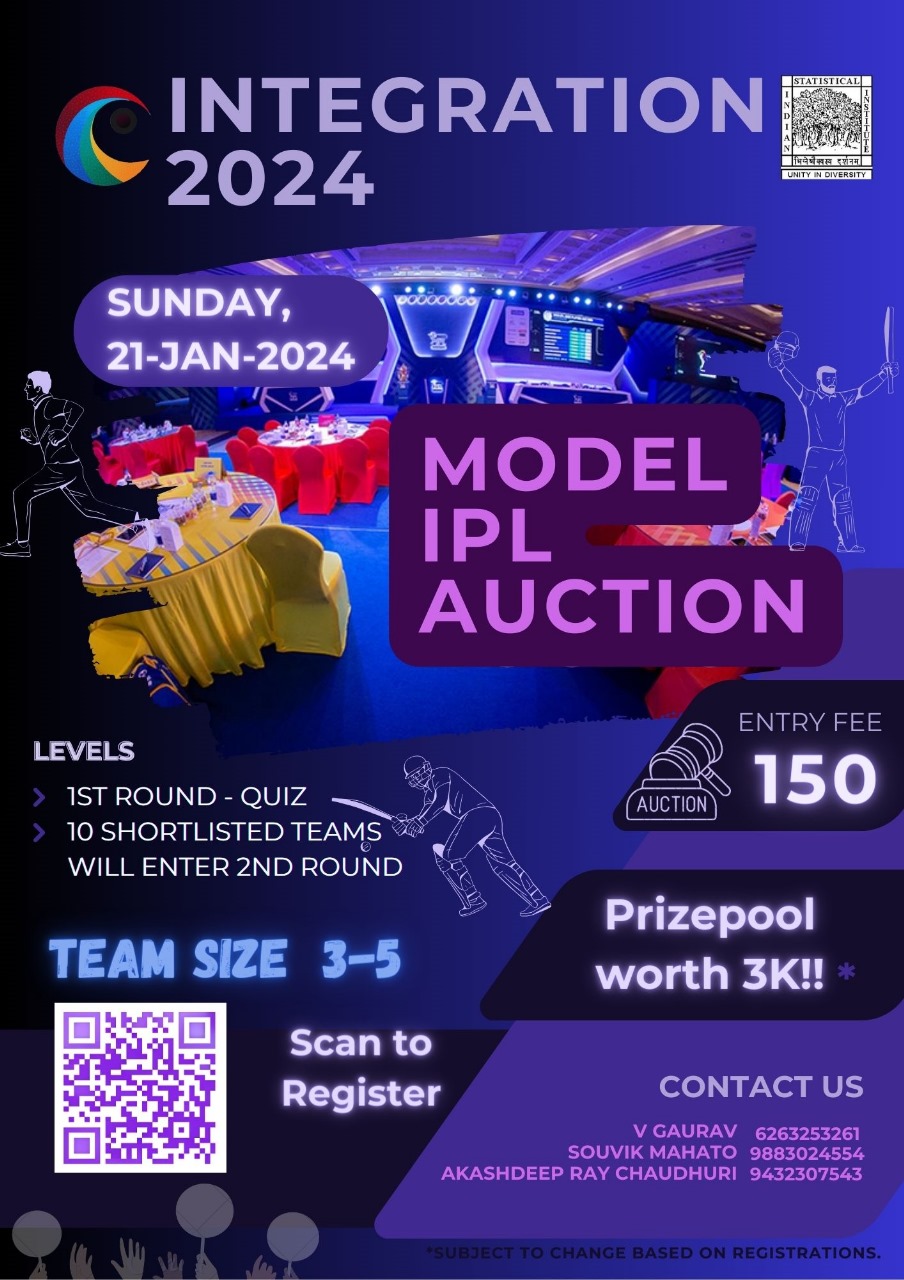 INTEGRATION
2024
STATISTICAL
INDIAN
INSTITUTE
UNITY IN DIVERSITY
SUNDAY,
21-JAN-2024
MODEL
IPL
AUCTION
ENTRY FEE
150
AUCTION
LEVELS
1ST ROUND - QUIZ
10 SHORTLISTED TEAMS
WILL ENTER 2ND ROUND
Prizepool
worth 3K!! *
TEAM SIZE 3-5
Scan to
Register
CONTACT US
V GAURAV 6263253261
SOUVIK MAHATO 9883024554
AKASHDEEP RAY CHAUDHURI 9432307543
*SUBJECT TO CHANGE BASED ON REGISTRATIONS.